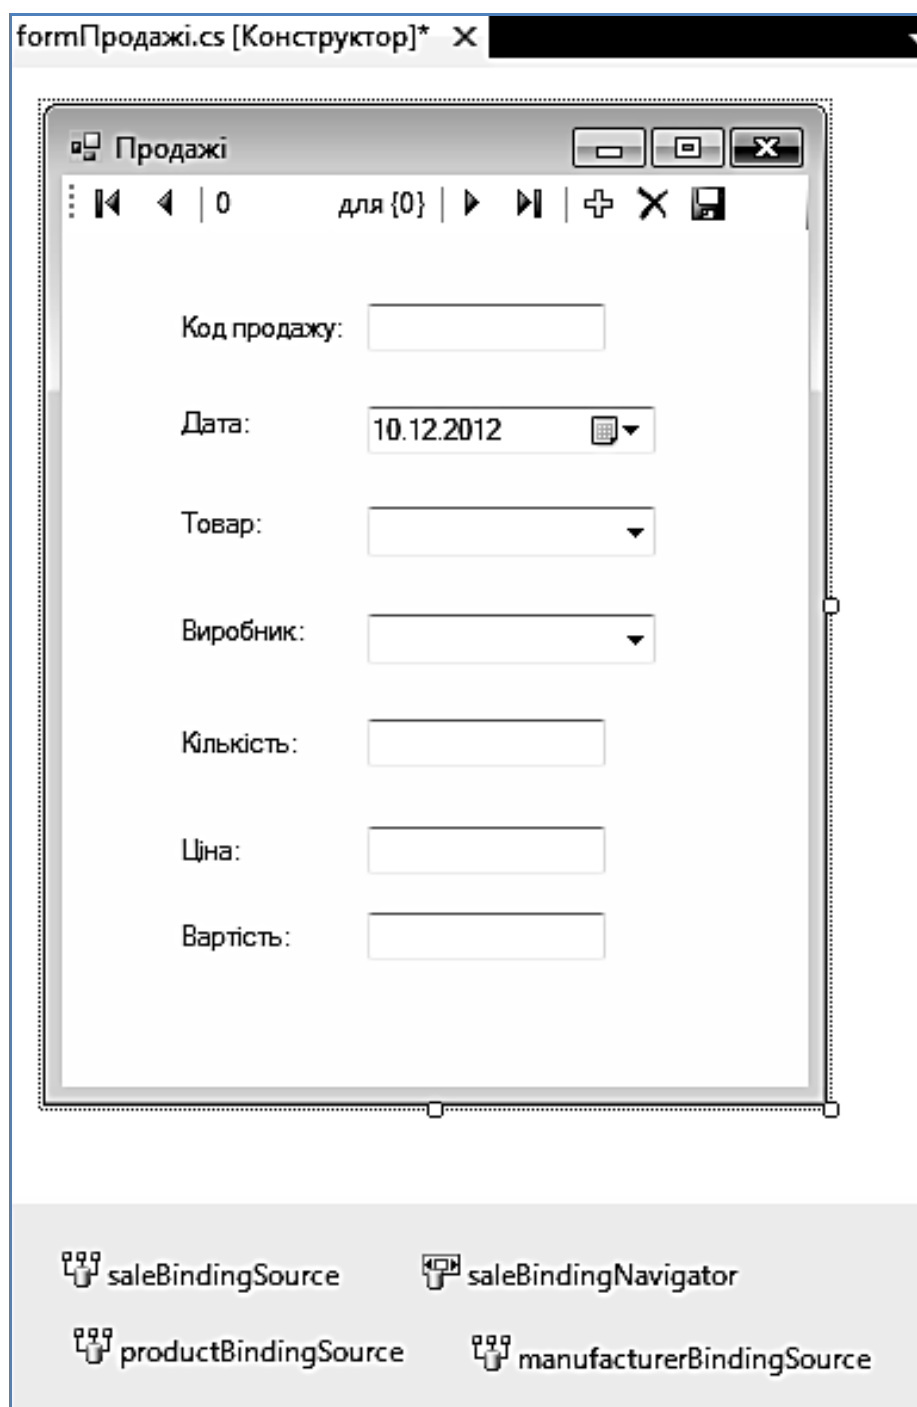 formПродажі.cs [Конструктор]*
Продажі
0 для {0}
Код продажу:
Дата: 10.12.2012
Товар:
Виробник:
Кількість:
Ціна:
Вартість:
saleBindingSource saleBindingNavigator
productBindingSource manufacturerBindingSource